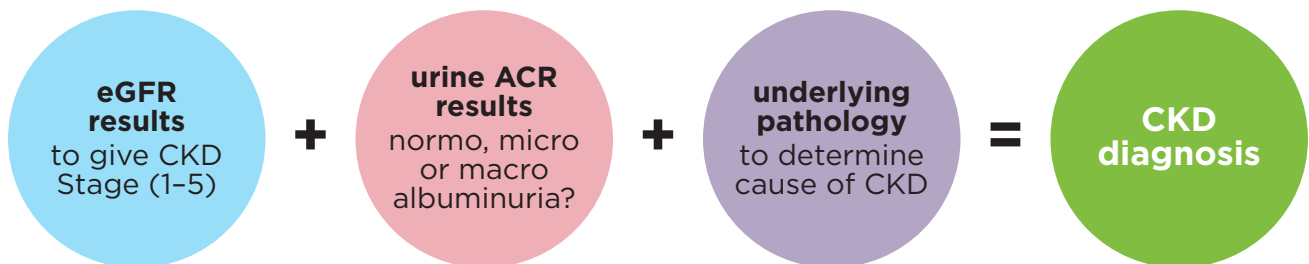 eGFR
results
to give CKD
Stage (1–5)
+
urine ACR
results
normo, micro
or macro
albuminuria?
+
underlying
pathology
to determine
cause of CKD
=
CKD
diagnosis